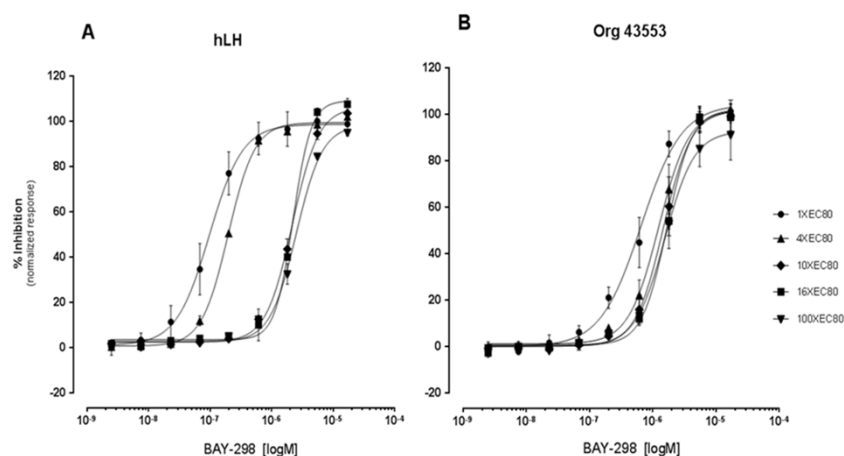 A
hLH
B
Org 43553
% Inhibition
(normalized response)
120
100
80
60
40
20
0
-20
10-9
10-8
10-7
10-6
10-5
10-4
BAY-298 [logM]
120
100
80
60
40
20
0
-20
10-9
10-8
10-7
10-6
10-5
10-4
BAY-298 [logM]
1XEC80
4XEC80
10XEC80
16XEC80
100XEC80